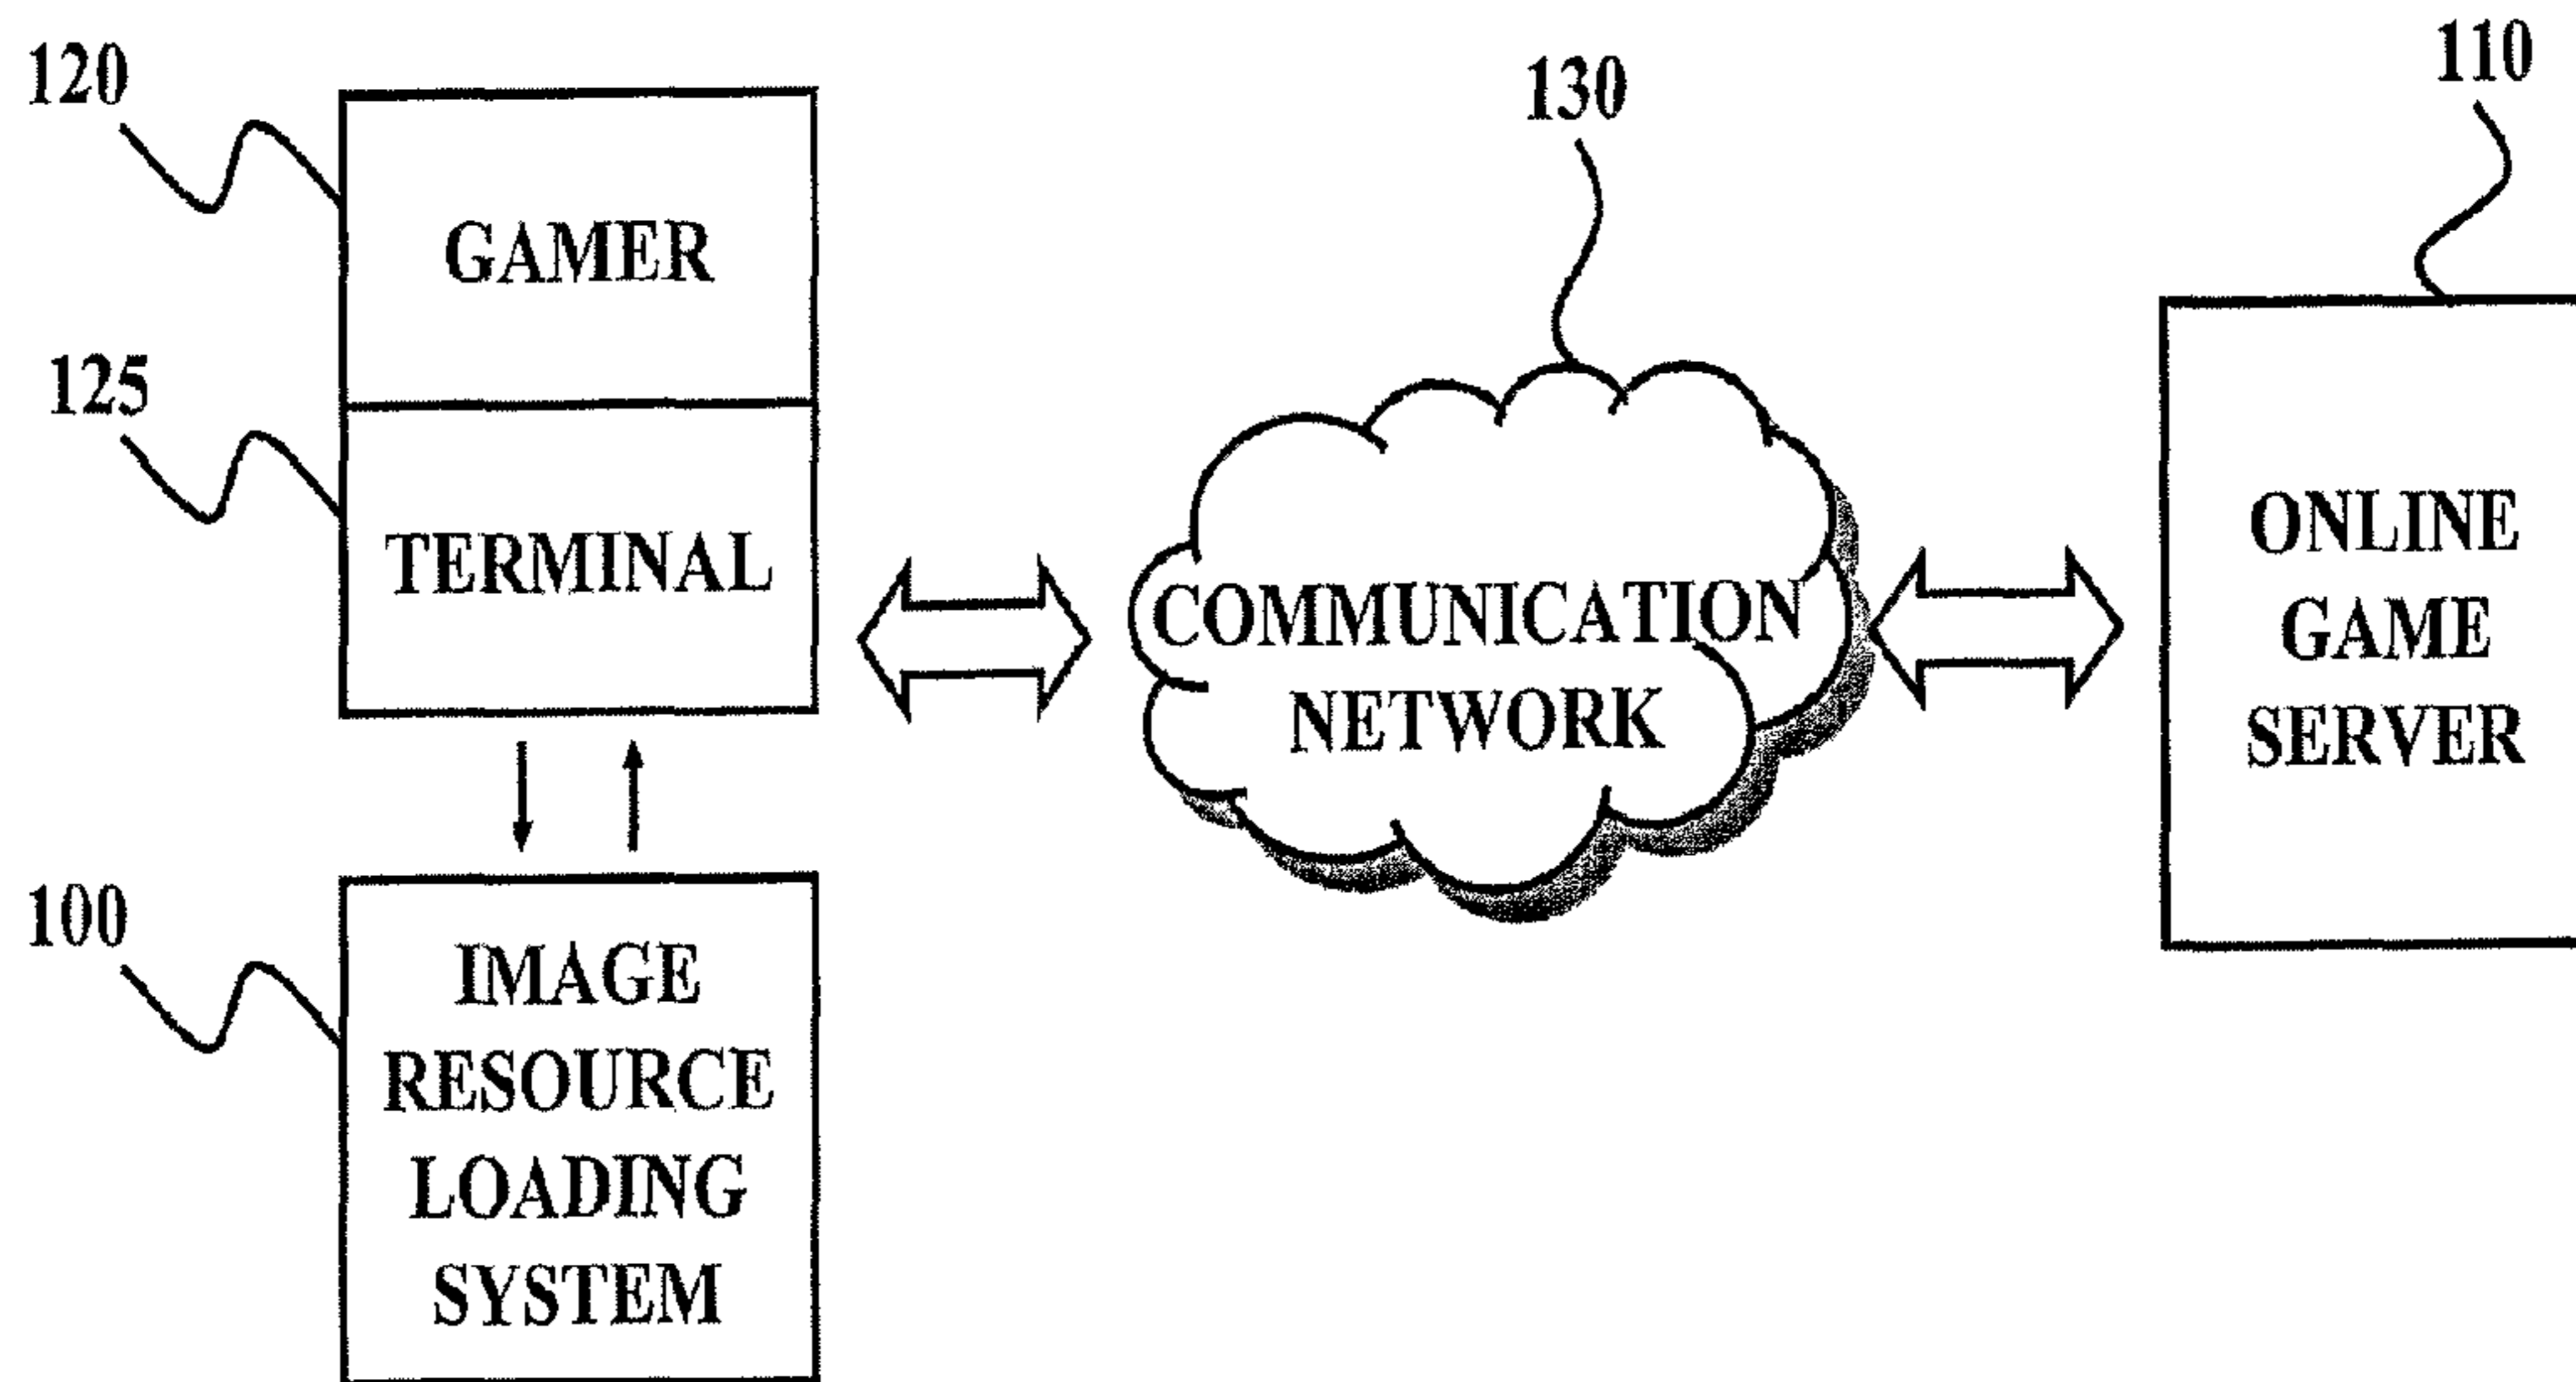 120
GAMER
125
TERMINAL
100
IMAGE
RESOURCE
LOADING
SYSTEM
130
COMMUNICATION
NETWORK
110
ONLINE
GAME
SERVER